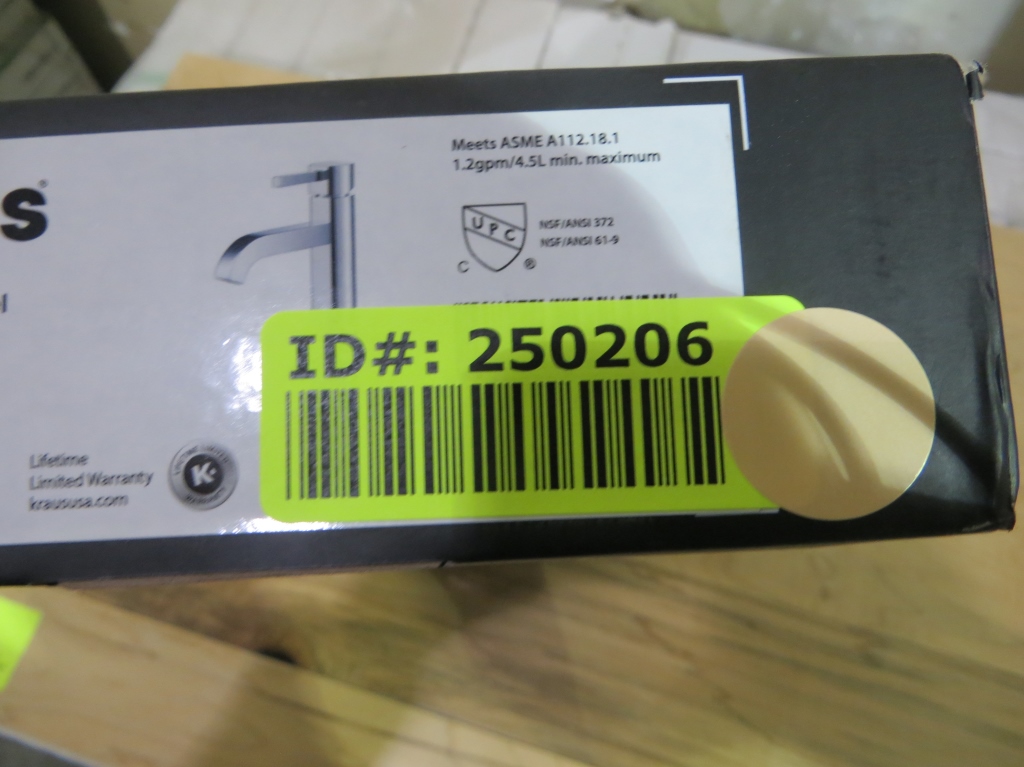 s
Meets ASME A112.18.1
1.2gpm/4.5L min. maximum
UPC
NSF/ANSI 372
NSF/ANSI 61-9
C ®
ID#: 250206
Lifetime
Limited Warranty
kraususa.com
K